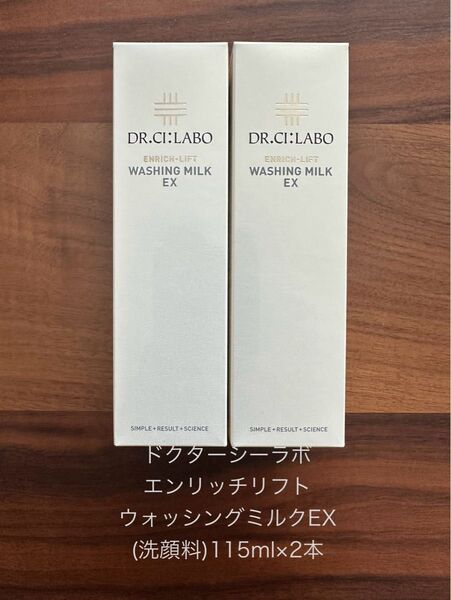 DR.CI:LABO
ENRICH-LIFT
WASHING MILK
EX
SIMPLE+RESULT+SCIENCE
DR.CI:LABO
ENRICH-LIFT
WASHING MILK
EX
SIMPLE+RESULT+SCIENCE
ドクターシーラボ
エンリッチリフト
ウォッシングミルクEX
(洗顔料)115ml×2本